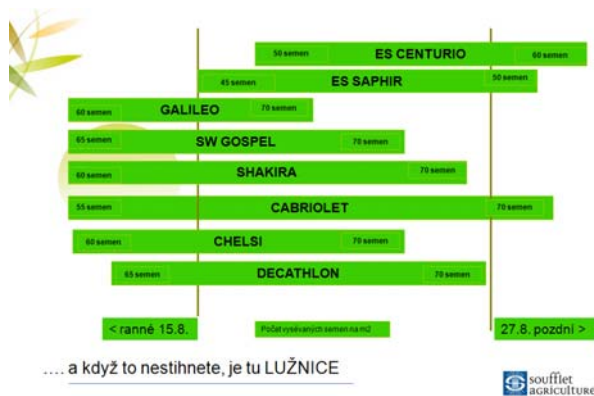 50 semen ES CENTURIO 60 semen
45 semen ES SAPHIR 50 semen
60 semen GALILEO 70 semen
65 semen SW GOSPEL 70 semen
60 semen SHAKIRA 70 semen
55 semen CABRIOLET 70 semen
60 semen CHELSI 70 semen
65 semen DECATHLON 70 semen
< ranné 15.8. Počet vysévaných semen na m2 27.8. pozdní >
.... a když to nestihnete, je tu LUŽNICE
soufflet
AGRICULTURE